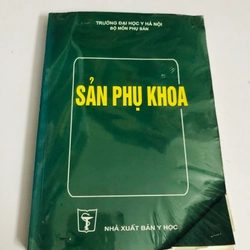 TRƯỜNG ĐẠI HỌC Y HÀ NỘI
BỘ MÔN PHỤ SẢN
SẢN PHỤ KHOA
NHÀ XUẤT BẢN Y HỌC